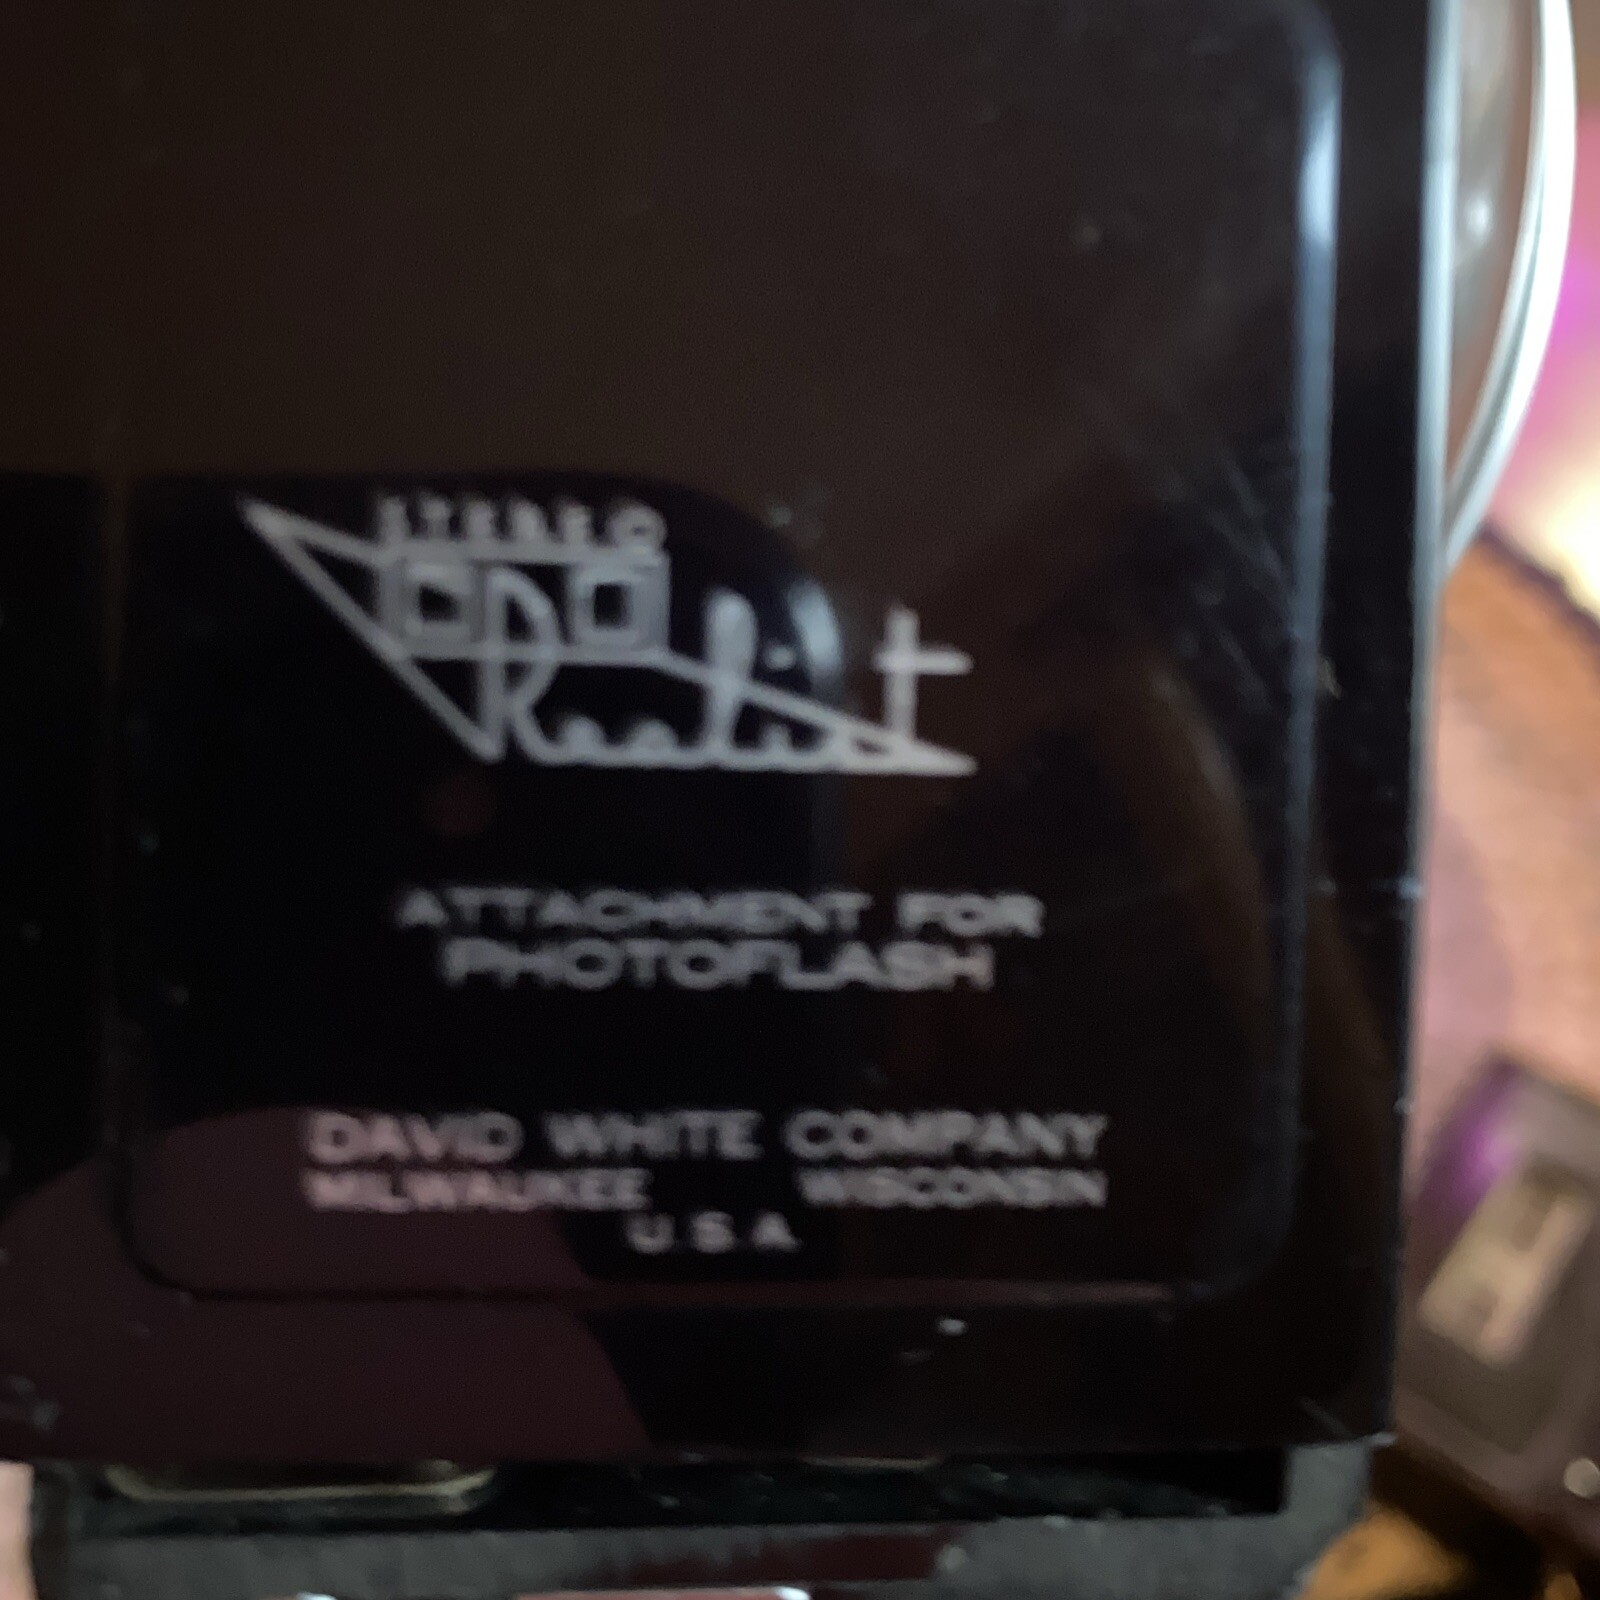 STEREO
Realist
ATTACHMENT FOR
PHOTOFLASH
DAVID WHITE COMPANY
MILWAUKEE WISCONSIN
U.S.A.